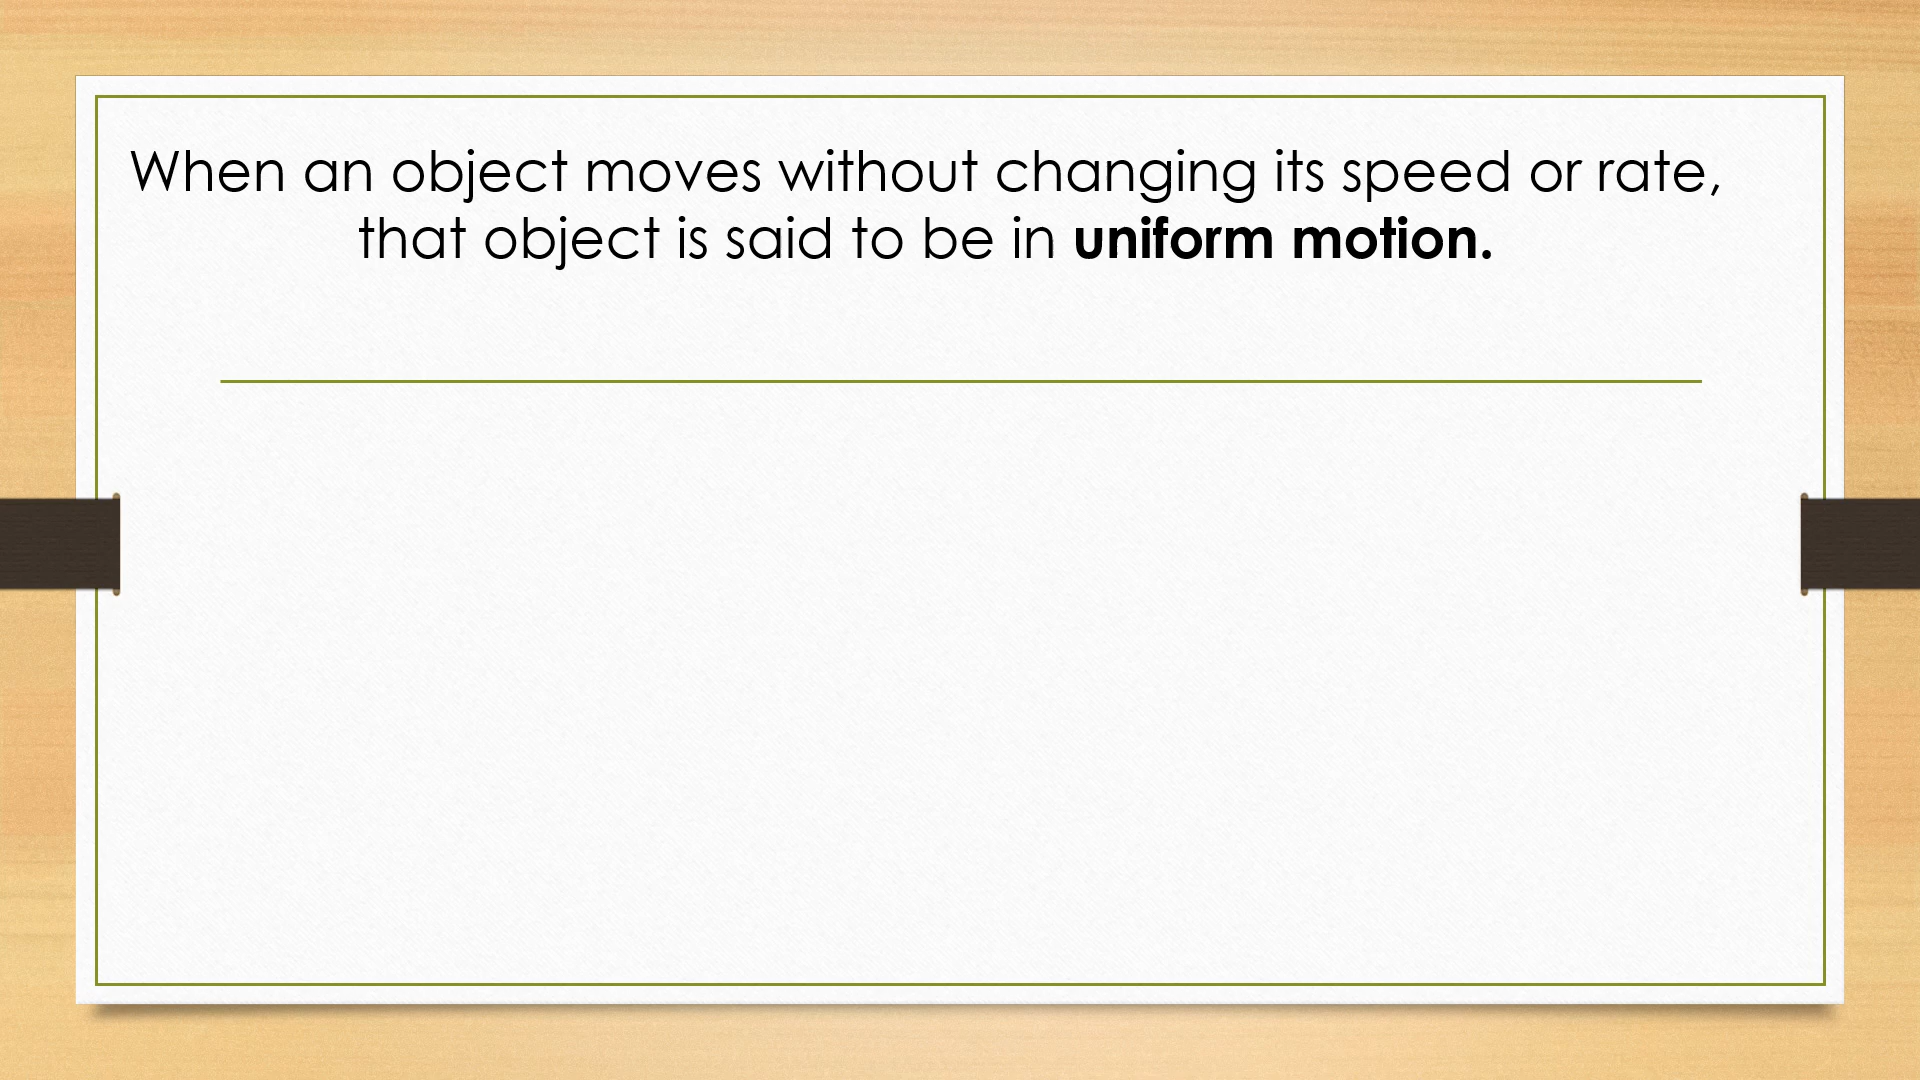 When an object moves without changing its speed or rate,
that object is said to be in uniform motion.